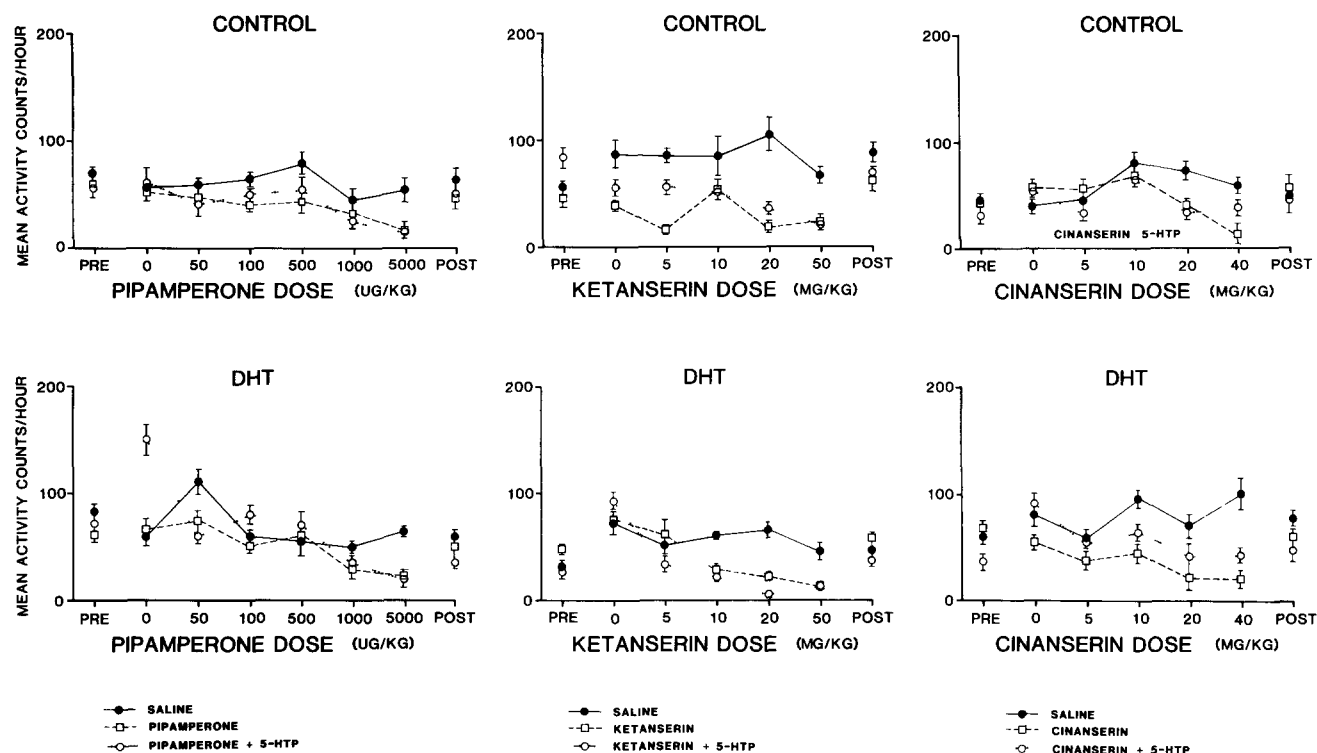 CONTROL
CONTROL
CONTROL
MEAN ACTIVITY COUNTS/HOUR
200
100
0
PRE 0 50 100 500 1000 5000 POST
PIPAMPERONE DOSE (UG/KG)
200
100
0
PRE 0 5 10 20 50 POST
KETANSERIN DOSE (MG/KG)
200
100
0
CINANSERIN 5-HTP
PRE 0 5 10 20 40 POST
CINANSERIN DOSE (MG/KG)
DHT
DHT
DHT
MEAN ACTIVITY COUNTS/HOUR
200
100
0
PRE 0 50 100 500 1000 5000 POST
PIPAMPERONE DOSE (UG/KG)
200
100
0
PRE 0 5 10 20 50 POST
KETANSERIN DOSE (MG/KG)
200
100
0
PRE 0 5 10 20 40 POST
CINANSERIN DOSE (MG/KG)
SALINE
PIPAMPERONE
PIPAMPERONE + 5-HTP
SALINE
KETANSERIN
KETANSERIN + 5-HTP
SALINE
CINANSERIN
CINANSERIN + 5-HTP